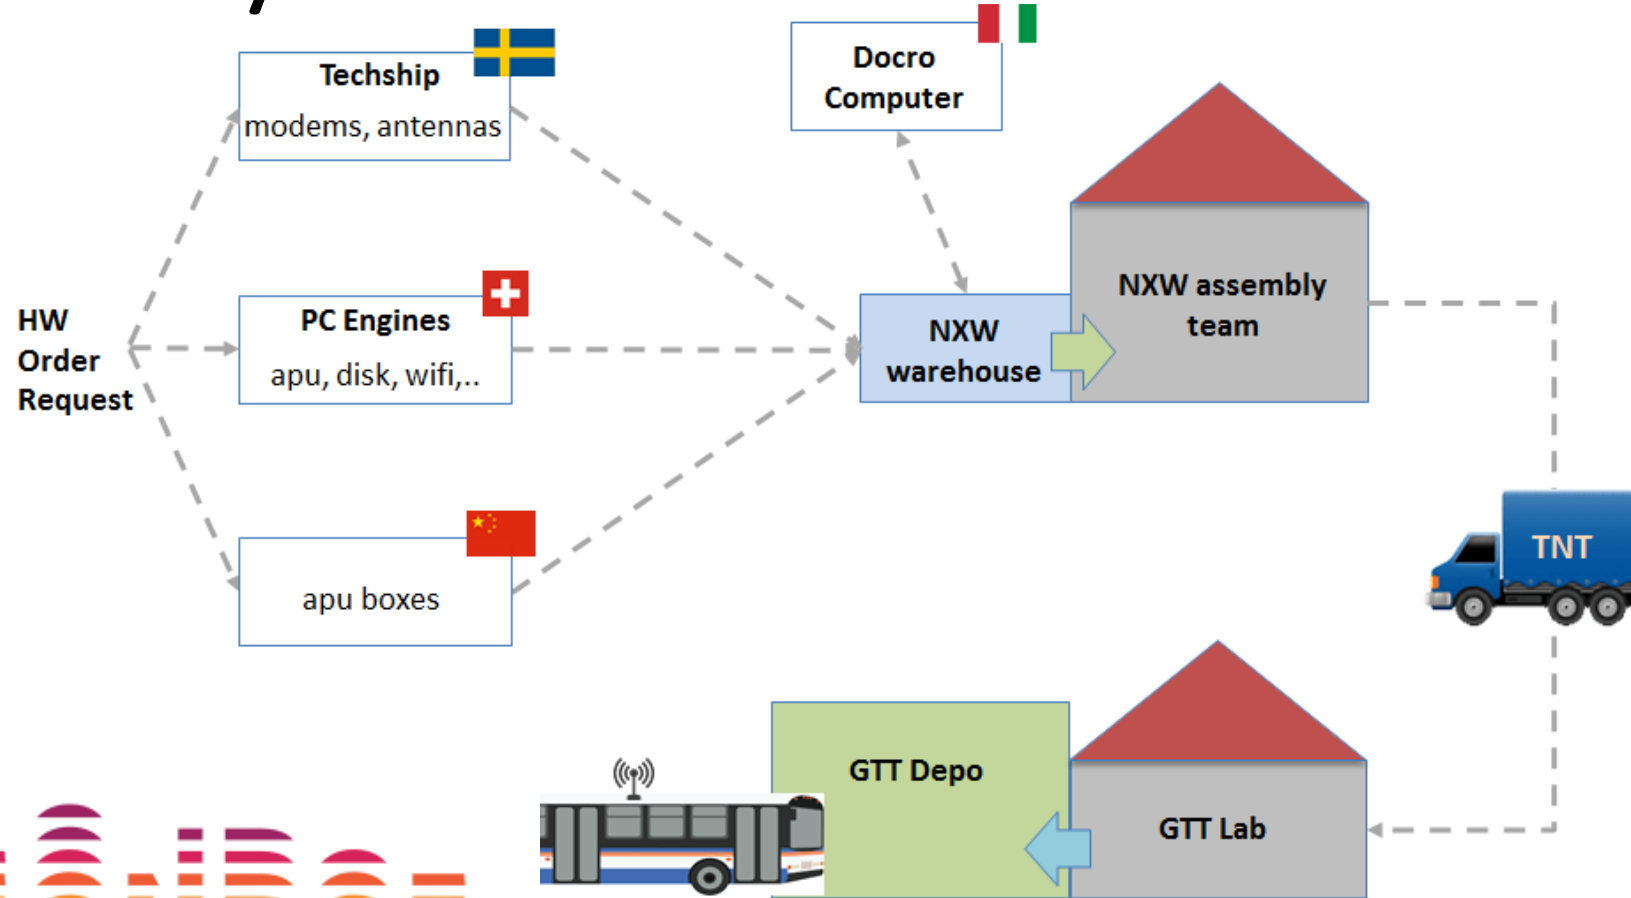 Techship
modems, antennas
Docro
Computer
HW
Order
Request
PC Engines
apu, disk, wifi,..
NXW
warehouse
NXW assembly
team
apu boxes
TNT
GTT Depo
GTT Lab